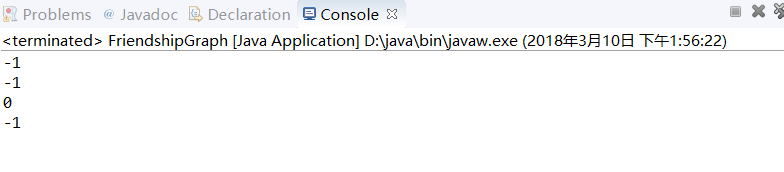 Problems @ Javadoc Declaration Console
<terminated> FriendshipGraph [Java Application] D:\java\bin\javaw.exe (2018年3月10日 下午1:56:22)
-1
-1
0
-1